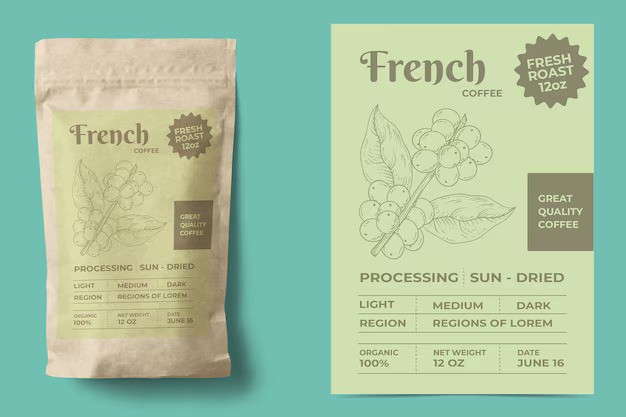 French
COFFEE
FRESH
ROAST
12oz
GREAT
QUALITY
COFFEE
PROCESSING SUN - DRIED
LIGHT MEDIUM DARK
REGION REGIONS OF LOREM
ORGANIC NET WEIGHT DATE
100% 12 OZ JUNE 16
French
COFFEE
FRESH
ROAST
12oz
GREAT
QUALITY
COFFEE
PROCESSING SUN - DRIED
LIGHT MEDIUM DARK
REGION REGIONS OF LOREM
ORGANIC NET WEIGHT DATE
100% 12 OZ JUNE 16